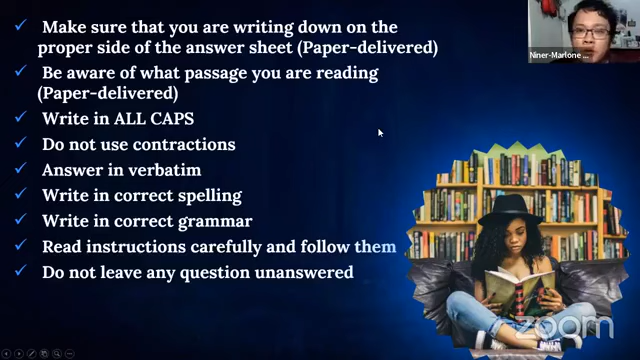 Make sure that you are writing down on the
proper side of the answer sheet (Paper-delivered)
Be aware of what passage you are reading
(Paper-delivered)
Write in ALL CAPS
Do not use contractions
Answer in verbatim
Write in correct spelling
Write in correct grammar
Read instructions carefully and follow them
Do not leave any question unanswered
Niner-Marlone ...
zoom